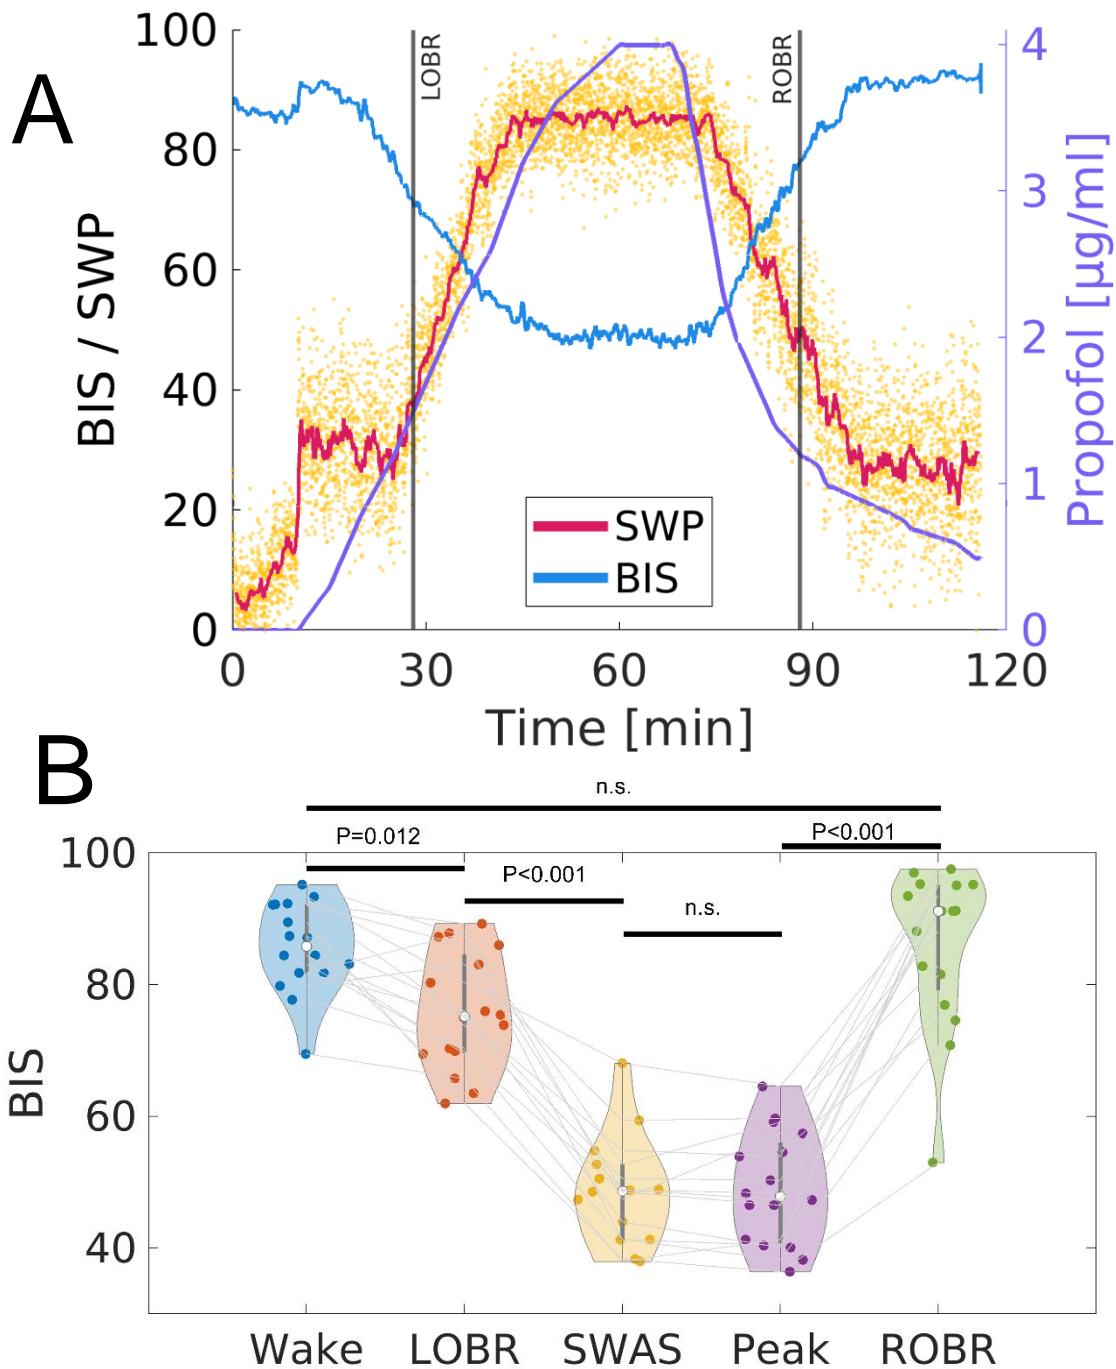 A
100
80
60
40
20
0
BIS / SWP
LOBR
ROBR
4
3
2
1
0
Propofol [µg/ml]
SWP
BIS
0
30
60
90
120
Time [min]
B
n.s.
P=0.012
P<0.001
P<0.001
n.s.
100
80
60
40
BIS
Wake
LOBR
SWAS
Peak
ROBR